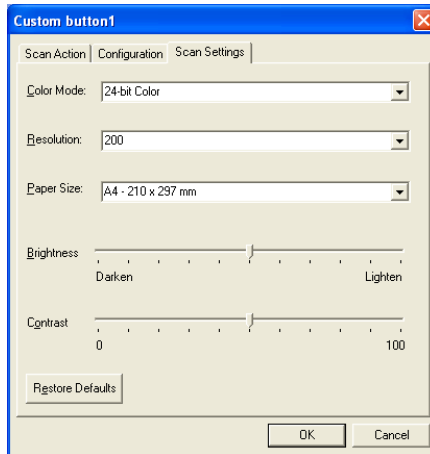 Custom button1
Scan Action Configuration Scan Settings
Color Mode: 24-bit Color
Resolution: 200
Paper Size: A4 - 210 x 297 mm
Brightness
Darken Lighten
Contrast
0 100
Restore Defaults
OK Cancel